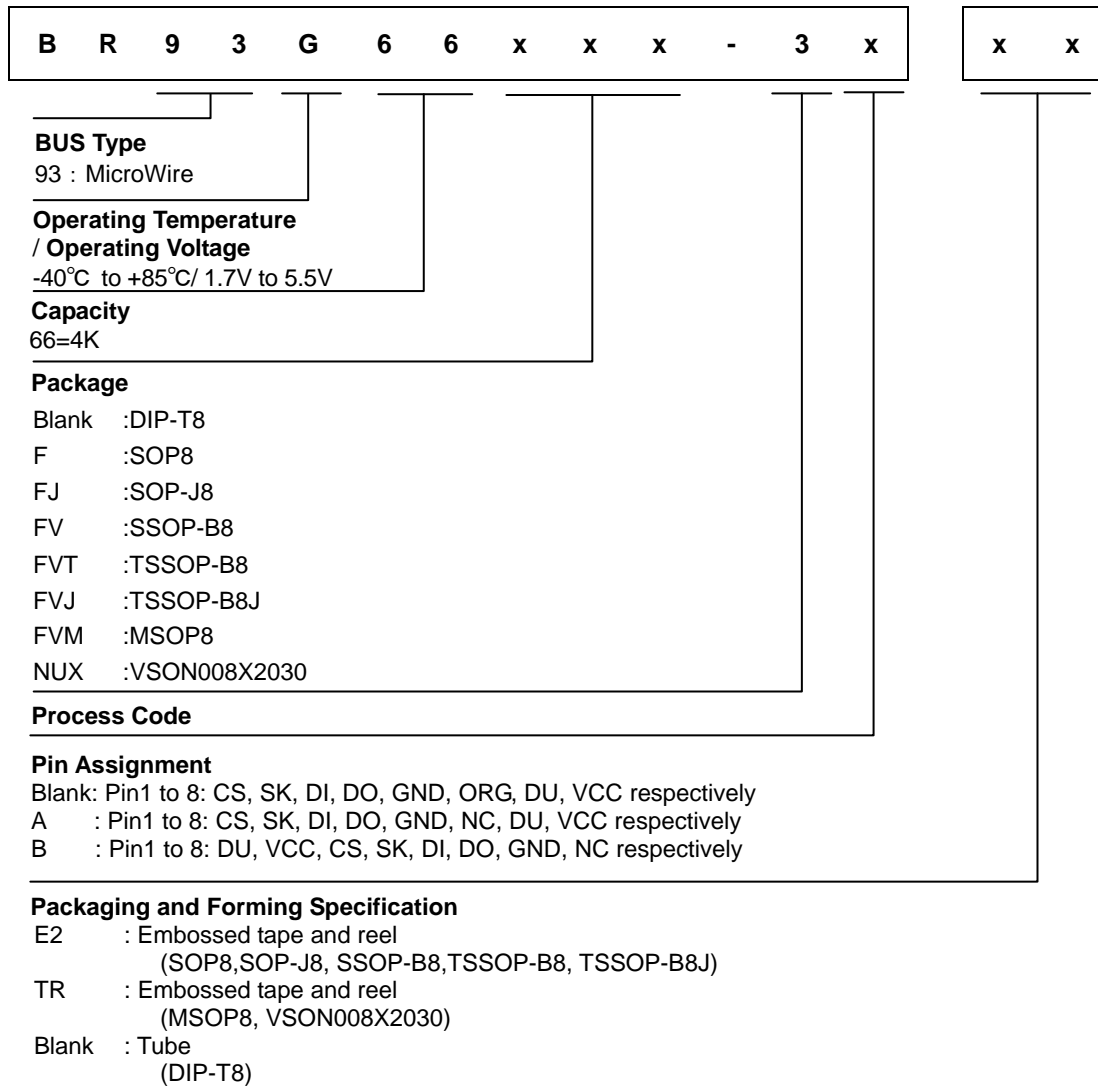 B R 9 3 G 6 6 x x x - 3 x x x
BUS Type
93 : MicroWire
Operating Temperature
/ Operating Voltage
-40℃ to +85℃/ 1.7V to 5.5V
Capacity
66=4K
Package
Blank :DIP-T8
F :SOP8
FJ :SOP-J8
FV :SSOP-B8
FVT :TSSOP-B8
FVJ :TSSOP-B8J
FVM :MSOP8
NUX :VSON008X2030
Process Code
Pin Assignment
Blank: Pin1 to 8: CS, SK, DI, DO, GND, ORG, DU, VCC respectively
A : Pin1 to 8: CS, SK, DI, DO, GND, NC, DU, VCC respectively
B : Pin1 to 8: DU, VCC, CS, SK, DI, DO, GND, NC respectively
Packaging and Forming Specification
E2 : Embossed tape and reel
(SOP8,SOP-J8, SSOP-B8,TSSOP-B8, TSSOP-B8J)
TR : Embossed tape and reel
(MSOP8, VSON008X2030)
Blank : Tube
(DIP-T8)